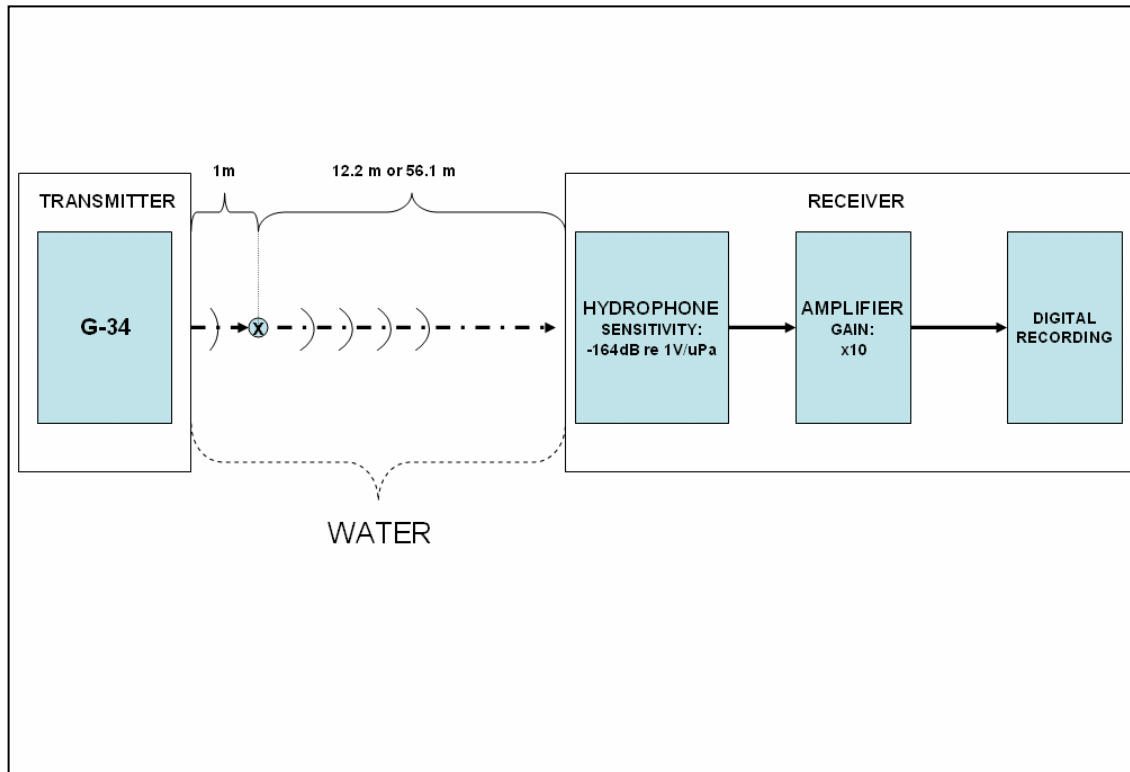 1m
12.2 m or 56.1 m
TRANSMITTER
G-34
X
RECEIVER
HYDROPHONE
SENSITIVITY:
-164dB re 1V/uPa
AMPLIFIER
GAIN:
x10
DIGITAL
RECORDING
WATER